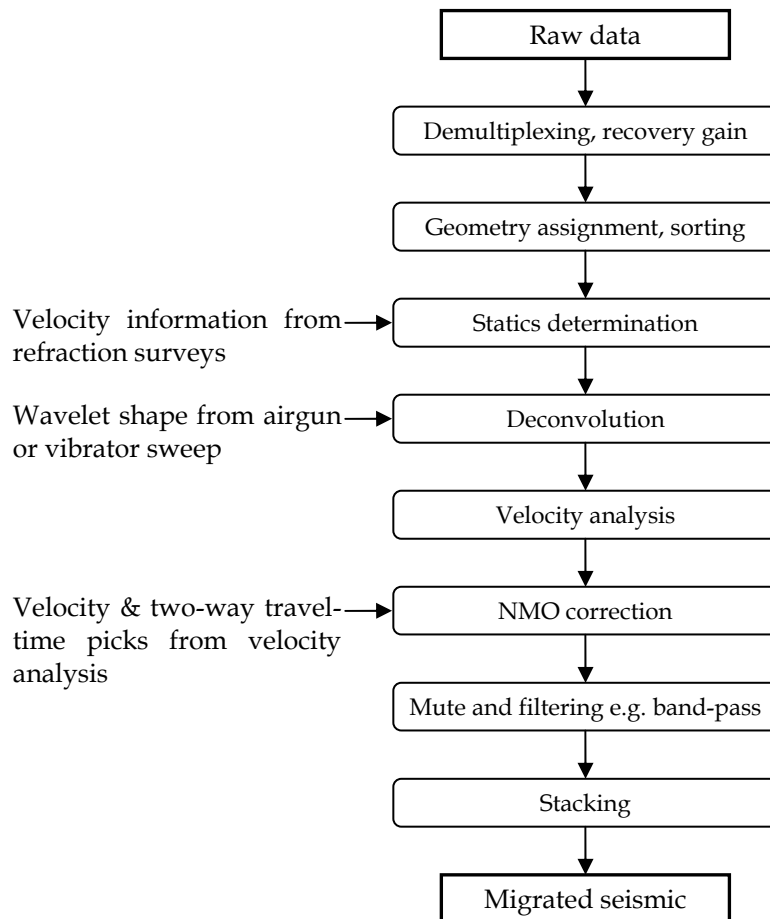 Raw data
Demultiplexing, recovery gain
Geometry assignment, sorting
Velocity information from
refraction surveys
Statics determination
Wavelet shape from airgun
or vibrator sweep
Deconvolution
Velocity analysis
Velocity & two-way travel-
time picks from velocity
analysis
NMO correction
Mute and filtering e.g. band-pass
Stacking
Migrated seismic